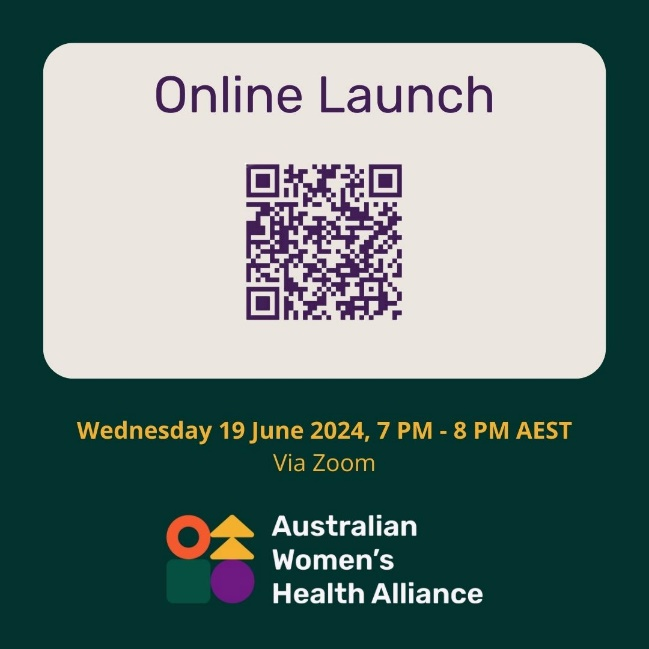 Online Launch
Wednesday 19 June 2024, 7 PM - 8 PM AEST
Via Zoom
Australian
Women's
Health Alliance